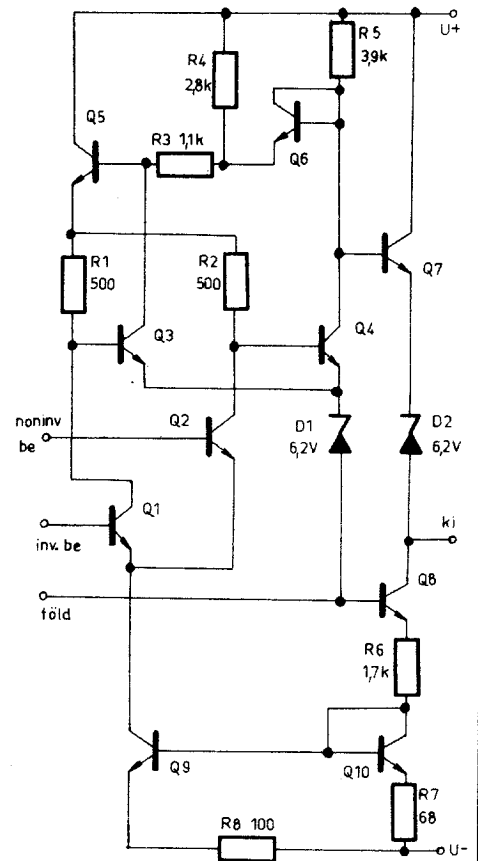 U+
R5
3,9k
R4
2,8k
Q5
R3 1,1k
Q6
R1
500
R2
500
Q7
Q3
Q4
noninv
be
Q2
D1
6,2V
D2
6,2V
Q1
inv. be
ki
föld
Q8
R6
1,7k
Q9
Q10
R7
68
R8 100
U-